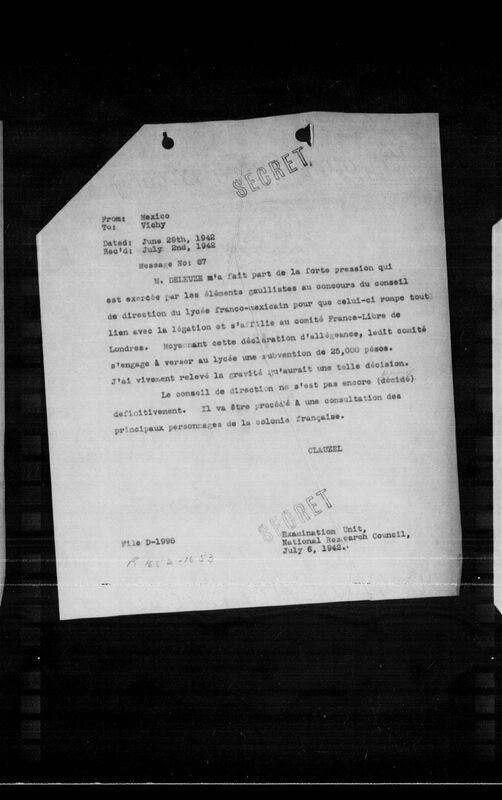 SECRET
From: Mexico
To: Vichy
Dated: June 29th, 1942
Rec'd: July 2nd, 1942
Message No: 87
M. DELEUZE m'a fait part de la forte pression qui
est exercée par les éléments gaullistes au concours du conseil
de direction du lycée franco-mexicain pour que celui-ci rompe tout
lien avec la légation et s'affilie au comité France-Libre de
Londres. Moyennant cette déclaration d'allégeance, ledit comité
s'engage à verser au lycée une subvention de 25,000 pésos.
J'ai vivement relevé la gravité qu'aurait une telle décision.
Le conseil de direction ne s'est pas encore (décidé)
definitivement. Il va être procédé à une consultation des
principaux personnages de la colonie française.
CLAUZEL
SECRET
File D-1995
Examination Unit,
National Research Council,
July 6, 1942.